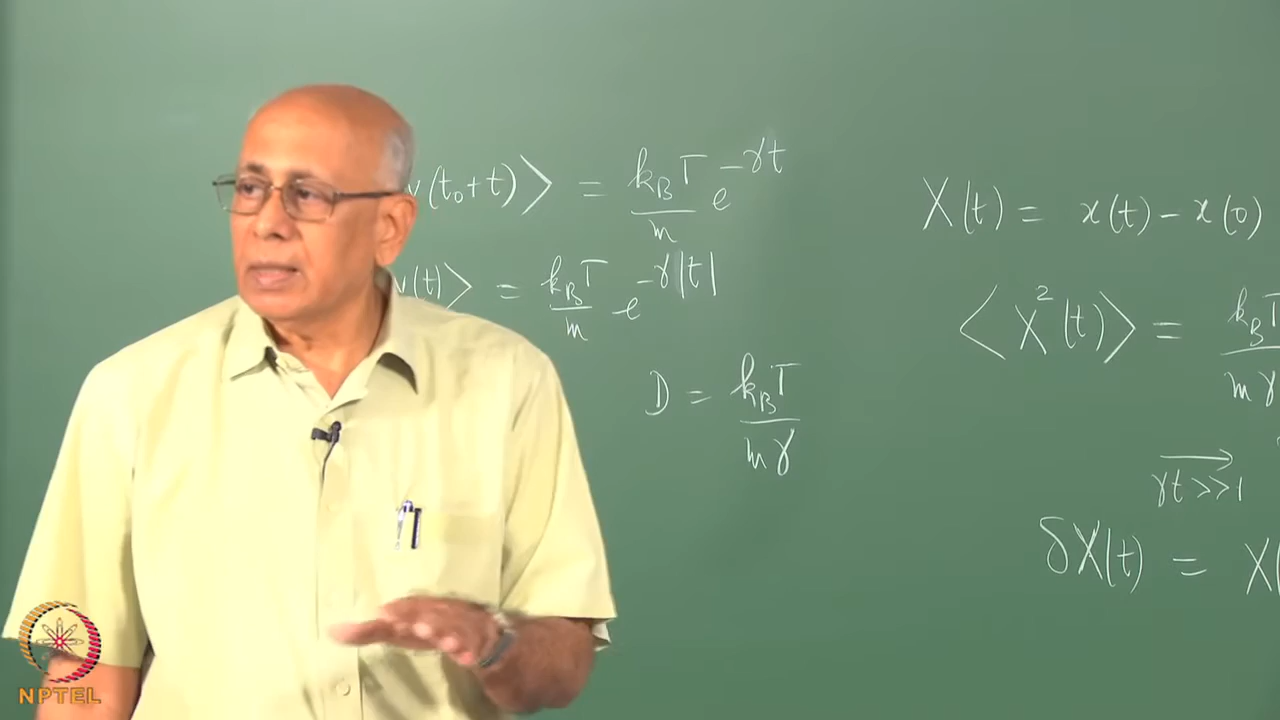 v(t₀+t)⟩ = k_BT/m e^{-γt}
v(t)⟩ = k_BT/m e^{-γ|t|}
D = k_BT/mγ
X(t) = x(t) - x(0)
⟨X²(t)⟩ = k_BT/mγ
→ γt >> 1
δX(t) = X(
NPTEL